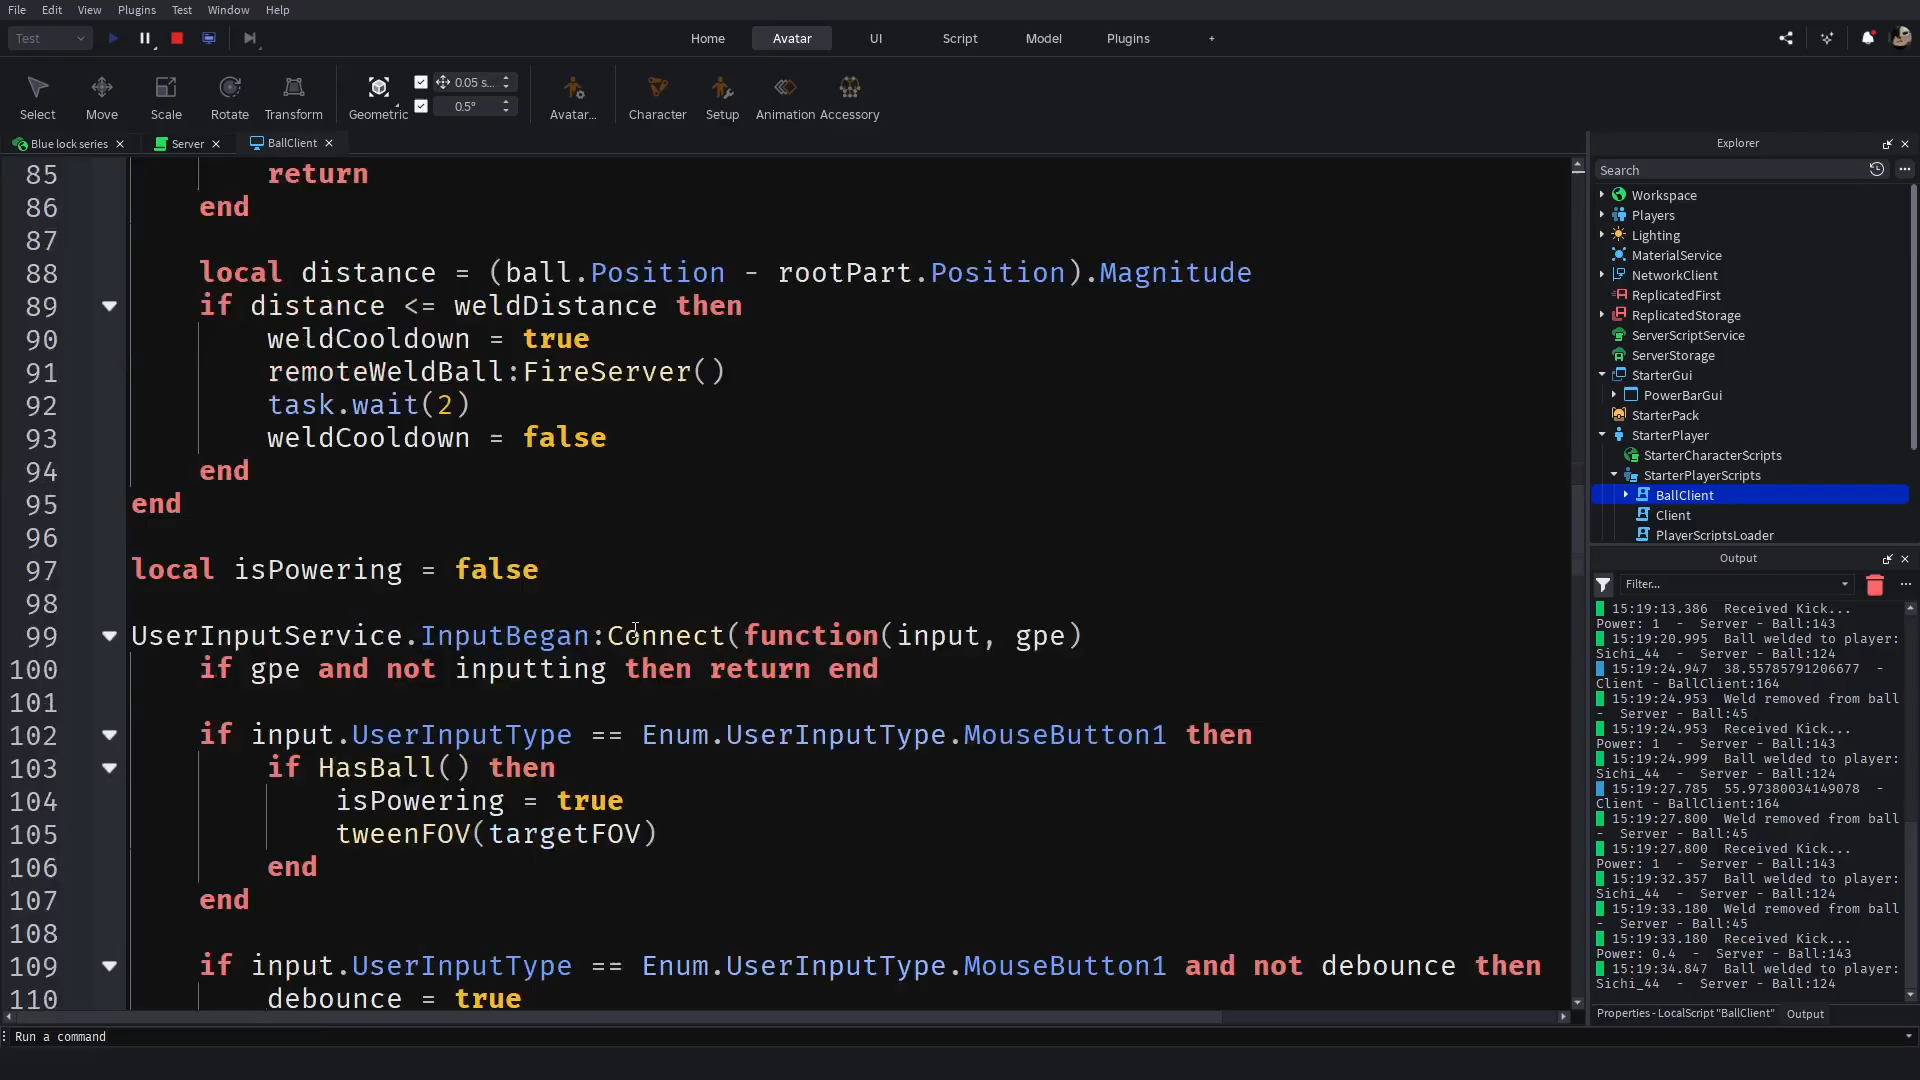 File Edit View Plugins Test Window Help
Test
Home Avatar UI Script Model Plugins +
0.05 s...
0.5°
Select Move Scale Rotate Transform Geometric Avatar... Character Setup Animation Accessory
Blue lock series Server BallClient
85 return
86 end
87
88 local distance = (ball.Position - rootPart.Position).Magnitude
89 if distance <= weldDistance then
90 weldCooldown = true
91 remoteWeldBall:FireServer()
92 task.wait(2)
93 weldCooldown = false
94 end
95 end
96
97 local isPowering = false
98
99 UserInputService.InputBegan:Connect(function(input, gpe)
100 if gpe and not inputting then return end
101
102 if input.UserInputType == Enum.UserInputType.MouseButton1 then
103 if HasBall() then
104 isPowering = true
105 tweenFOV(targetFOV)
106 end
107 end
108
109 if input.UserInputType == Enum.UserInputType.MouseButton1 and not debounce then
110 debounce = true
Explorer
Search
Workspace
Players
Lighting
MaterialService
NetworkClient
ReplicatedFirst
ReplicatedStorage
ServerScriptService
ServerStorage
StarterGui
PowerBarGui
StarterPack
StarterPlayer
StarterCharacterScripts
StarterPlayerScripts
BallClient
Client
PlayerScriptsLoader
Output
Filter...
15:19:13.386 Received Kick...
Power: 1 - Server - Ball:143
15:19:20.995 Ball welded to player:
Sichi_44 - Server - Ball:124
15:19:24.947 38.55785791206677 -
Client - BallClient:164
15:19:24.953 Weld removed from ball
- Server - Ball:45
15:19:24.953 Received Kick...
Power: 1 - Server - Ball:143
15:19:24.999 Ball welded to player:
Sichi_44 - Server - Ball:124
15:19:27.785 55.97380034149078 -
Client - BallClient:164
15:19:27.800 Weld removed from ball
- Server - Ball:45
15:19:27.800 Received Kick...
Power: 1 - Server - Ball:143
15:19:32.357 Ball welded to player:
Sichi_44 - Server - Ball:124
15:19:33.180 Weld removed from ball
- Server - Ball:45
15:19:33.180 Received Kick...
Power: 0.4 - Server - Ball:143
15:19:34.847 Ball welded to player:
Sichi_44 - Server - Ball:124
Properties - LocalScript "BallClient" Output
Run a command